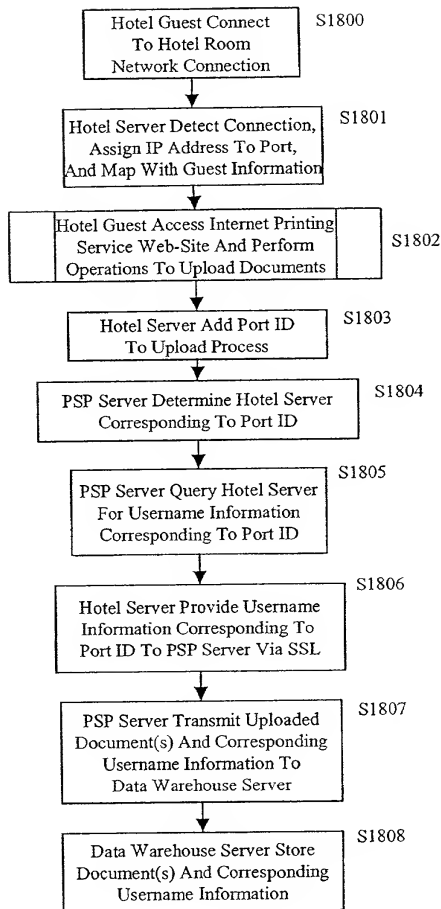 Hotel Guest Connect
To Hotel Room
Network Connection
S1800
Hotel Server Detect Connection,
Assign IP Address To Port,
And Map With Guest Information
S1801
Hotel Guest Access Internet Printing
Service Web-Site And Perform
Operations To Upload Documents
S1802
Hotel Server Add Port ID
To Upload Process
S1803
PSP Server Determine Hotel Server
Corresponding To Port ID
S1804
PSP Server Query Hotel Server
For Username Information
Corresponding To Port ID
S1805
Hotel Server Provide Username
Information Corresponding To
Port ID To PSP Server Via SSL
S1806
PSP Server Transmit Uploaded
Document(s) And Corresponding
Username Information To
Data Warehouse Server
S1807
Data Warehouse Server Store
Document(s) And Corresponding
Username Information
S1808